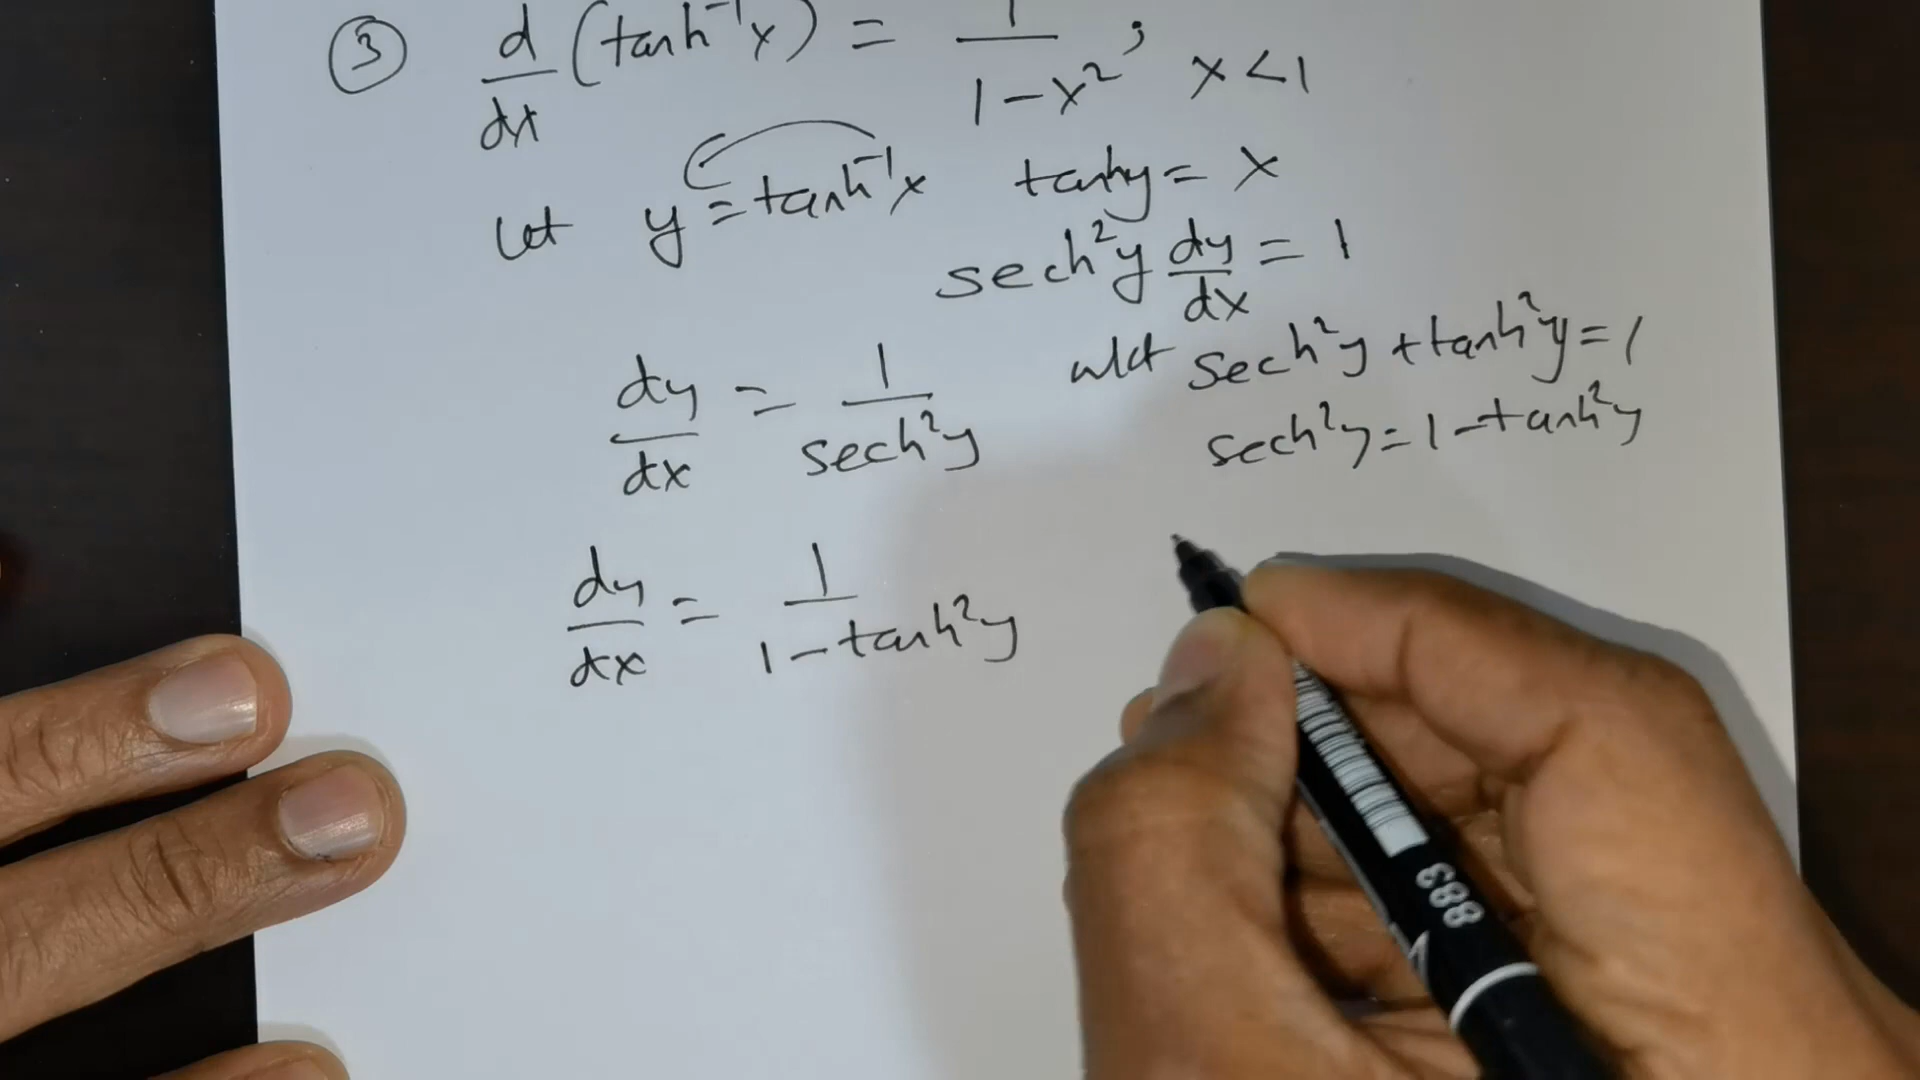 ③ d/dx (tanh⁻¹x) = 1/(1-x²) ; x<1
Let y = tanh⁻¹x tanhy = x
sech²y dy/dx = 1
dy/dx = 1/sech²y wkt sech²y + tanh²y = 1
sech²y = 1-tanh²y
dy/dx = 1/(1-tanh²y)
883